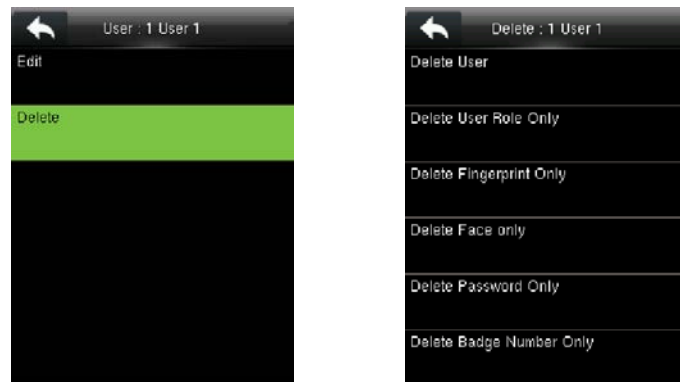 User : 1 User 1
Edit
Delete
Delete : 1 User 1
Delete User
Delete User Role Only
Delete Fingerprint Only
Delete Face only
Delete Password Only
Delete Badge Number Only